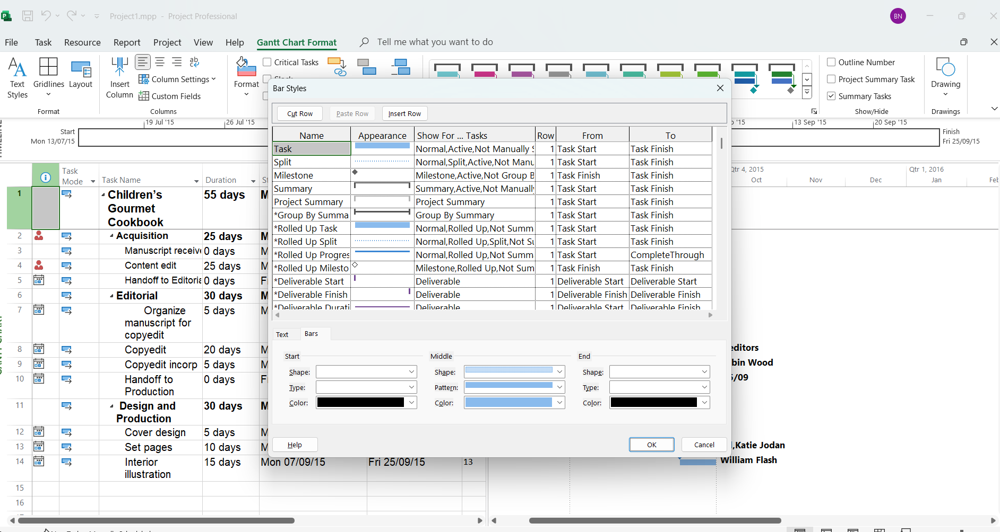 Project1.mpp - Project Professional
BN
File Task Resource Report Project View Help Gantt Chart Format Tell me what you want to do
Text Styles
Gridlines
Layout
Format
Insert Column
Column Settings
Custom Fields
Columns
Format
Critical Tasks
Outline Number
Project Summary Task
Summary Tasks
Show/Hide
Drawing
Drawings
Start
Mon 13/07/15
19 Jul '15
26 Jul '15
13 Sep '15
20 Sep '15
Finish
Fri 25/09/15
Task Mode
Task Name
Duration
Qtr 4, 2015
Qtr 1, 2016
Oct Nov Dec Jan
1 Children's Gourmet Cookbook 55 days
2 Acquisition 25 days
3 Manuscript receive 0 days
4 Content edit 25 days
5 Handoff to Editoria 0 days
6 Editorial 30 days
7 Organize manuscript for copyedit 5 days
8 Copyedit 20 days
9 Copyedit incorp 5 days
10 Handoff to Production 0 days
11 Design and Production 30 days
12 Cover design 5 days
13 Set pages 10 days
14 Interior illustration 15 days Mon 07/09/15 Fri 25/09/15 13
15
16
editors
bin Wood
/09
,Katie Jodan
William Flash
Bar Styles
Cut Row Paste Row Insert Row
Name Appearance Show For ... Tasks Row From To
Task Normal,Active,Not Manually 1 Task Start Task Finish
Split Normal,Split,Active,Not Manu 1 Task Start Task Finish
Milestone Milestone,Active,Not Group B 1 Task Finish Task Finish
Summary Summary,Active,Not Manually 1 Task Start Task Finish
Project Summary Project Summary 1 Task Start Task Finish
*Group By Summa Group By Summary 1 Task Start Task Finish
*Rolled Up Task Normal,Rolled Up,Not Summ 1 Task Start Task Finish
*Rolled Up Split Normal,Rolled Up,Split,Not Su 1 Task Start Task Finish
*Rolled Up Progres Normal,Rolled Up,Not Summ 1 Task Start CompleteThrough
*Rolled Up Milesto Milestone,Rolled Up,Not Sum 1 Task Finish Task Finish
*Deliverable Start Deliverable 1 Deliverable Start Deliverable Start
*Deliverable Finish Deliverable 1 Deliverable Finish Deliverable Finish
*Deliverable Durati Deliverable 1 Deliverable Start Deliverable Finish
Text Bars
Start Middle End
Shape: Shape: Shape:
Type: Pattern: Type:
Color: Color: Color:
Help OK Cancel